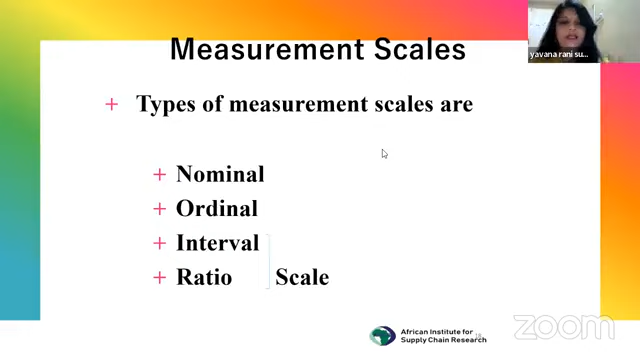 Measurement Scales
yavana rani su...
+ Types of measurement scales are
+ Nominal
+ Ordinal
+ Interval
+ Ratio Scale
African Institute for
Supply Chain Research
18
zoom